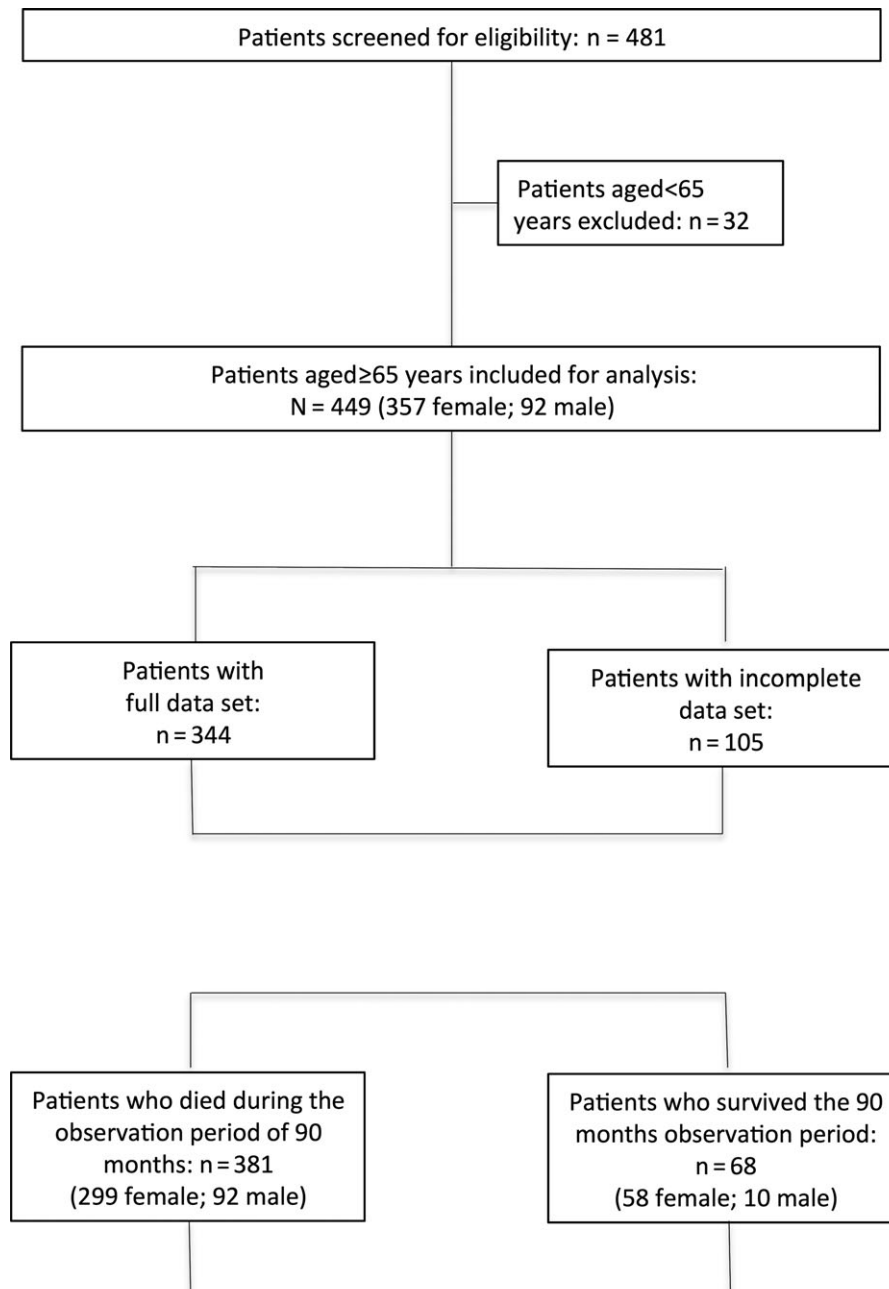 Patients screened for eligibility: n = 481
Patients aged<65
years excluded: n = 32
Patients aged≥65 years included for analysis:
N = 449 (357 female; 92 male)
Patients with
full data set:
n = 344
Patients with incomplete
data set:
n = 105
Patients who died during the
observation period of 90
months: n = 381
(299 female; 92 male)
Patients who survived the 90
months observation period:
n = 68
(58 female; 10 male)